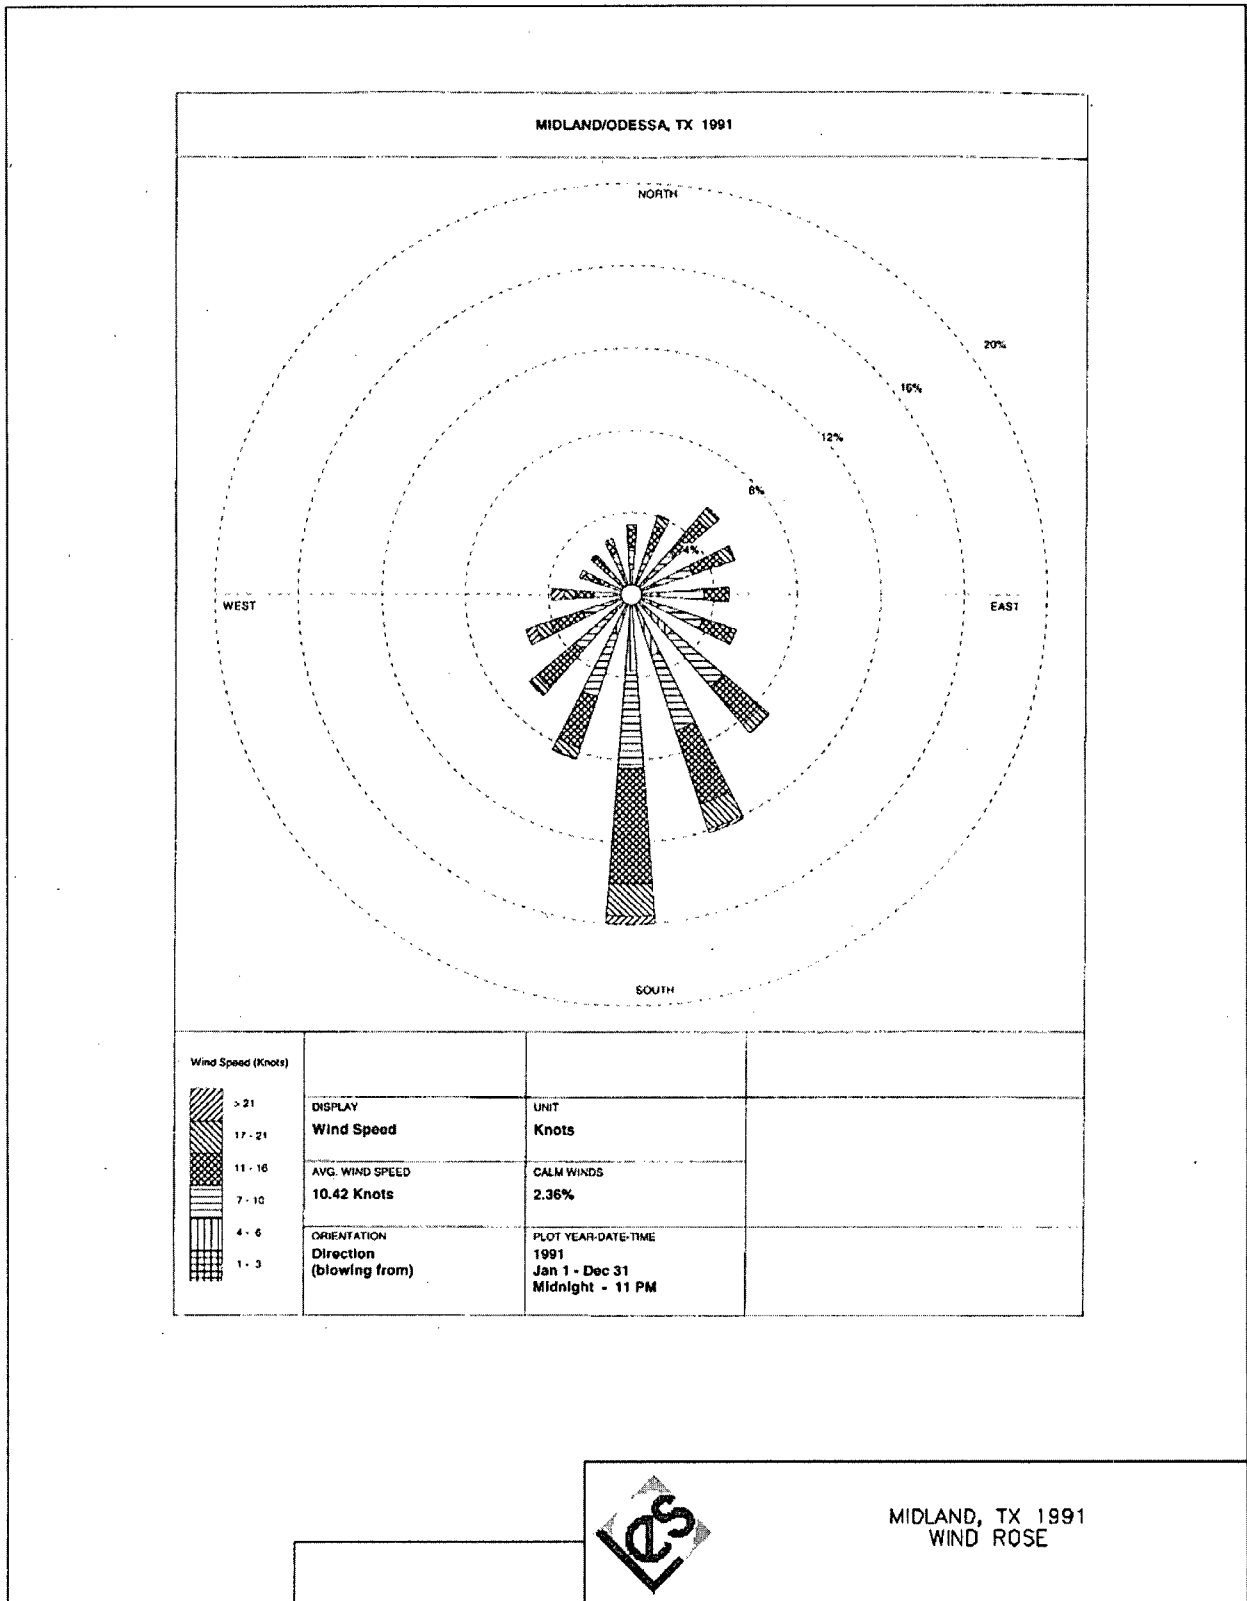 MIDLAND/ODESSA, TX 1991
NORTH
20%
16%
12%
8%
4%
WEST
EAST
SOUTH
Wind Speed (Knots)
> 21
17 - 21
11 - 16
7 - 10
4 - 6
1 - 3
DISPLAY
Wind Speed
UNIT
Knots
AVG. WIND SPEED
10.42 Knots
CALM WINDS
2.36%
ORIENTATION
Direction
(blowing from)
PLOT YEAR-DATE-TIME
1991
Jan 1 - Dec 31
Midnight - 11 PM
Les
MIDLAND, TX 1991
WIND ROSE